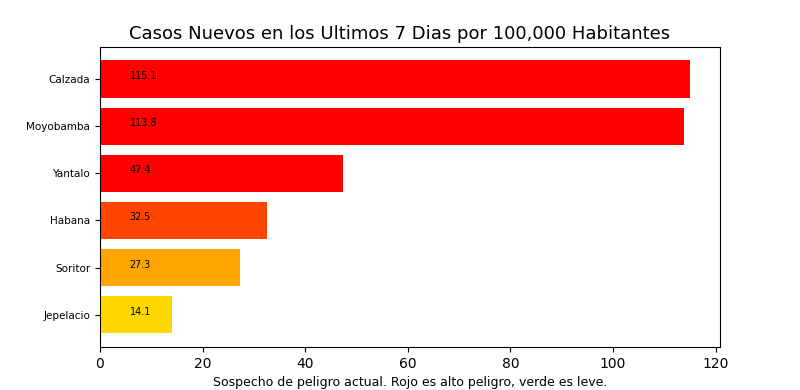 Casos Nuevos en los Ultimos 7 Dias por 100,000 Habitantes
Calzada 115.1
Moyobamba 113.8
Yantalo 47.4
Habana 32.5
Soritor 27.3
Jepelacio 14.1
0 20 40 60 80 100 120
Sospecho de peligro actual. Rojo es alto peligro, verde es leve.